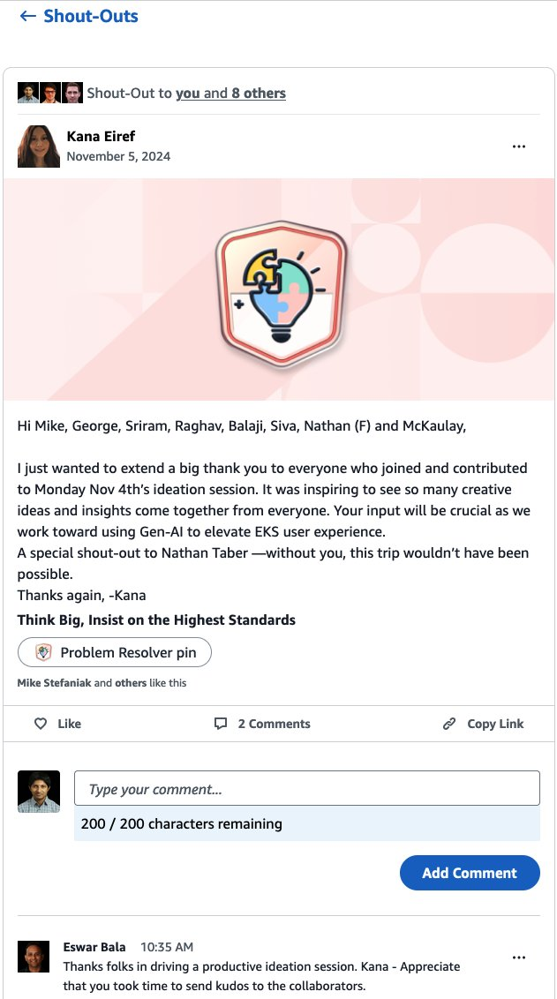 ← Shout-Outs
Shout-Out to you and 8 others
Kana Eiref
November 5, 2024
Hi Mike, George, Sriram, Raghav, Balaji, Siva, Nathan (F) and McKaulay,
I just wanted to extend a big thank you to everyone who joined and contributed
to Monday Nov 4th’s ideation session. It was inspiring to see so many creative
ideas and insights come together from everyone. Your input will be crucial as we
work toward using Gen-AI to elevate EKS user experience.
A special shout-out to Nathan Taber —without you, this trip wouldn’t have been
possible.
Thanks again, -Kana
Think Big, Insist on the Highest Standards
Problem Resolver pin
Mike Stefaniak and others like this
Like 2 Comments Copy Link
Type your comment...
200 / 200 characters remaining
Add Comment
Eswar Bala 10:35 AM
Thanks folks in driving a productive ideation session. Kana - Appreciate
that you took time to send kudos to the collaborators.